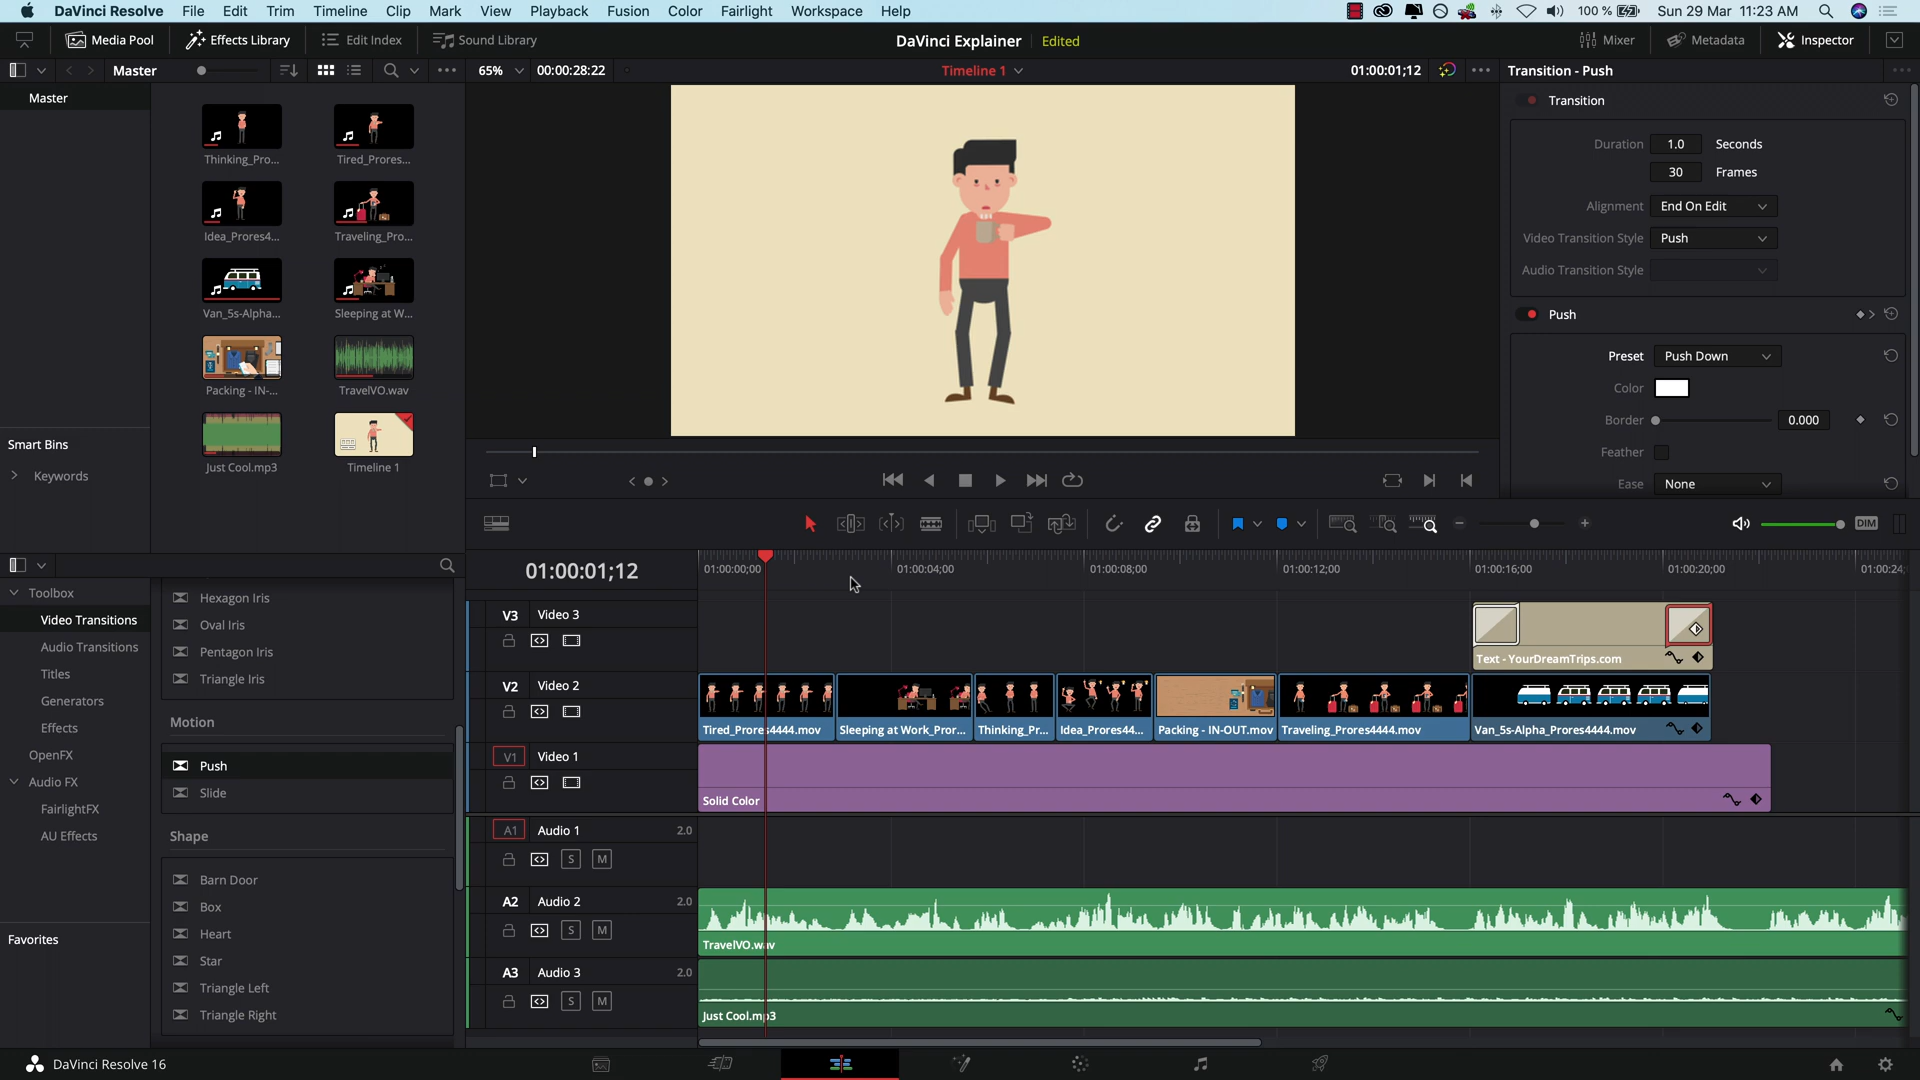 DaVinci Resolve File Edit Trim Timeline Clip Mark View Playback Fusion Color Fairlight Workspace Help 100 % Sun 29 Mar 11:23 AM
Media Pool Effects Library Edit Index Sound Library DaVinci Explainer Edited Mixer Metadata Inspector
Master 65% 00:00:28:22 Timeline 1 01:00:01;12 Transition - Push
Master
Transition
Duration 1.0 Seconds
30 Frames
Alignment End On Edit
Video Transition Style Push
Audio Transition Style
Push
Preset Push Down
Color
Border 0.000
Feather
Ease None
Thinking_Pro... Tired_Prores...
Idea_Prores4... Traveling_Pro...
Van_5s-Alpha... Sleeping at W...
Packing - IN-... TravelVO.wav
Just Cool.mp3 Timeline 1
Smart Bins
Keywords
DIM
01:00:01;12 01:00:00;00 01:00:04;00 01:00:08;00 01:00:12;00 01:00:16;00 01:00:20;00 01:00:24;
Toolbox
Video Transitions
Audio Transitions
Titles
Generators
Effects
OpenFX
Audio FX
FairlightFX
AU Effects
Favorites
Hexagon Iris
Oval Iris
Pentagon Iris
Triangle Iris
Motion
Push
Slide
Shape
Barn Door
Box
Heart
Star
Triangle Left
Triangle Right
V3 Video 3
Text - YourDreamTrips.com
V2 Video 2
Tired_Prores4444.mov Sleeping at Work_Pror... Thinking_Pr... Idea_Prores44... Packing - IN-OUT.mov Traveling_Prores4444.mov Van_5s-Alpha_Prores4444.mov
V1 Video 1
Solid Color
A1 Audio 1 2.0
S M
A2 Audio 2 2.0
S M
TravelVO.wav
A3 Audio 3 2.0
S M
Just Cool.mp3
DaVinci Resolve 16